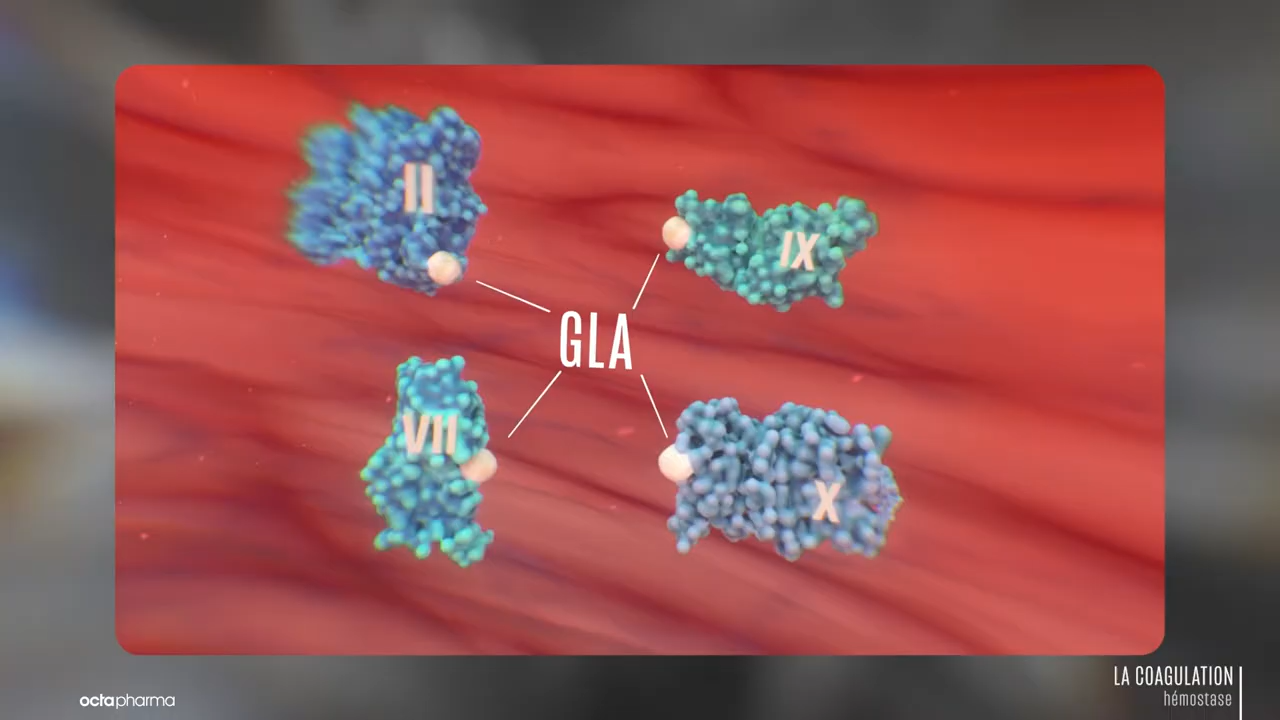 II
IX
GLA
VII
X
LA COAGULATION
hémostase
octapharma